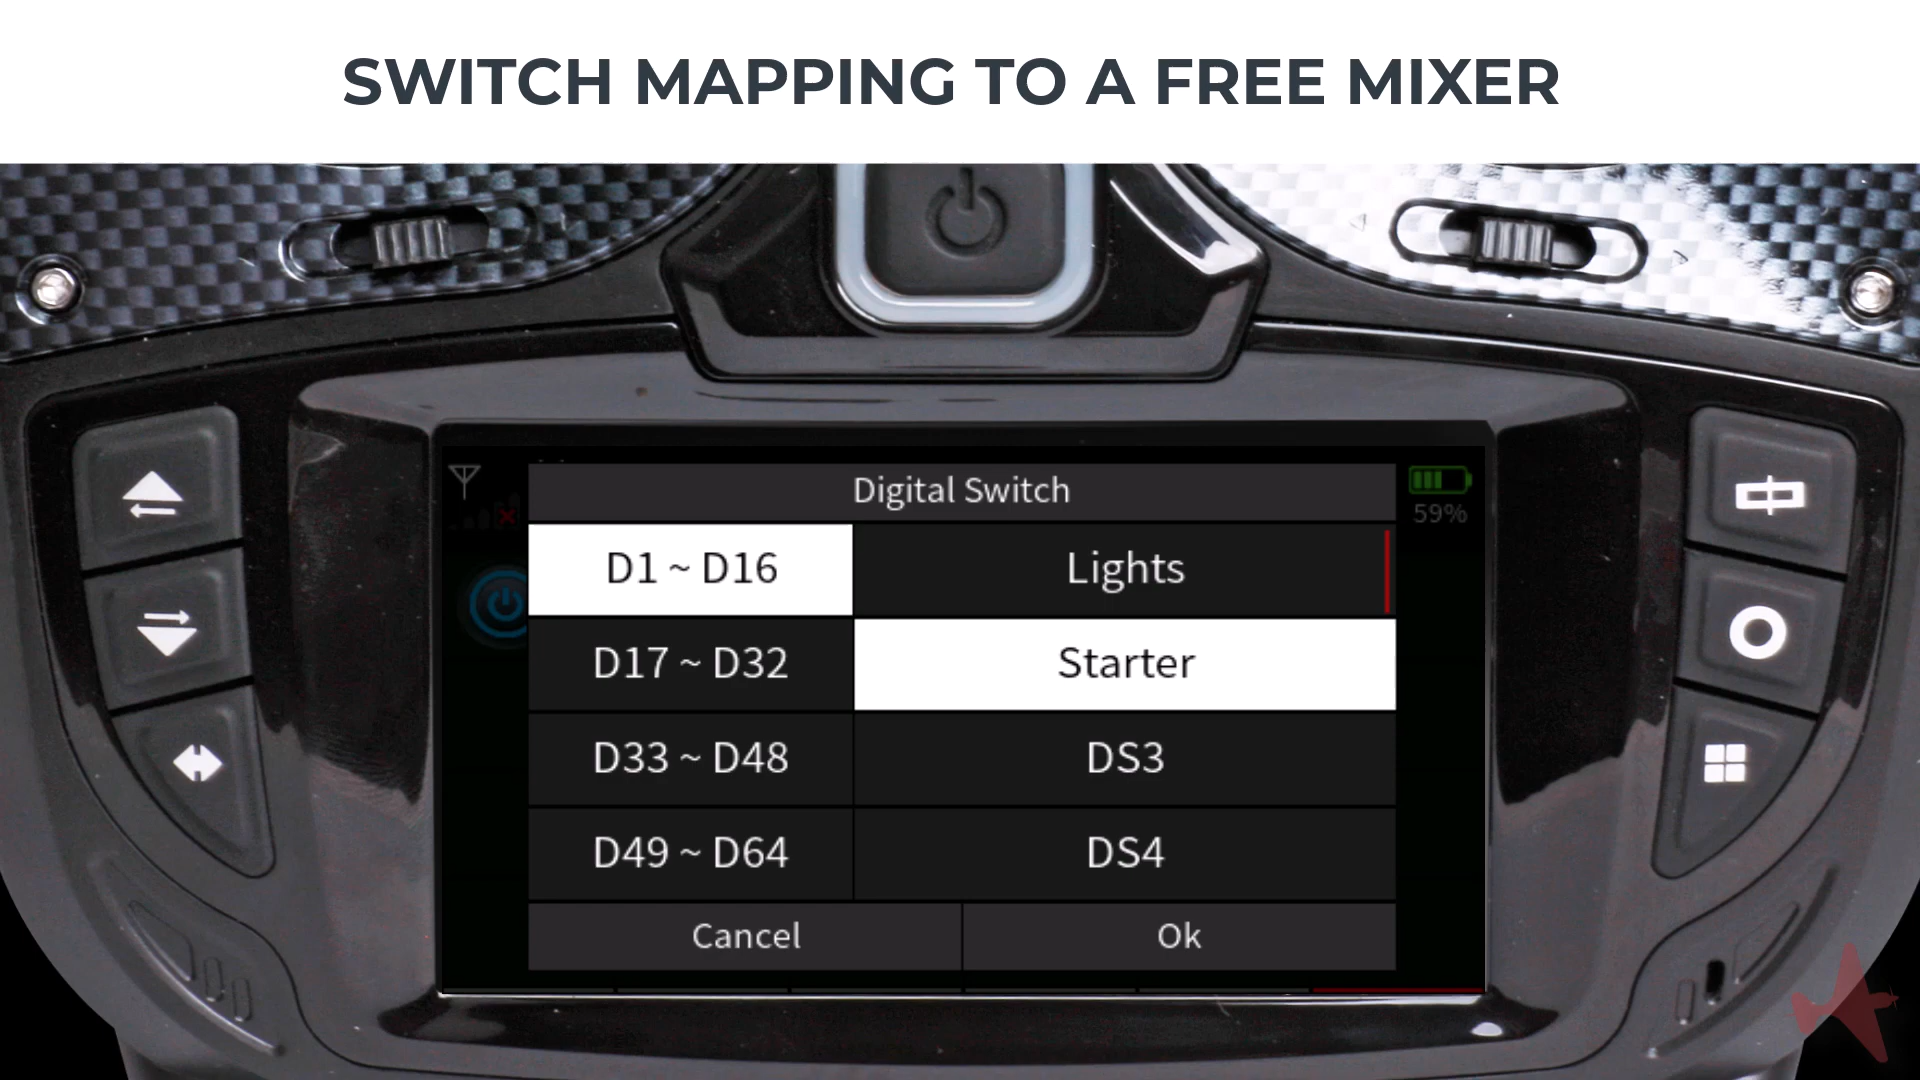 SWITCH MAPPING TO A FREE MIXER
Digital Switch
59%
D1 ~ D16
Lights
D17 ~ D32
Starter
D33 ~ D48
DS3
D49 ~ D64
DS4
Cancel
Ok